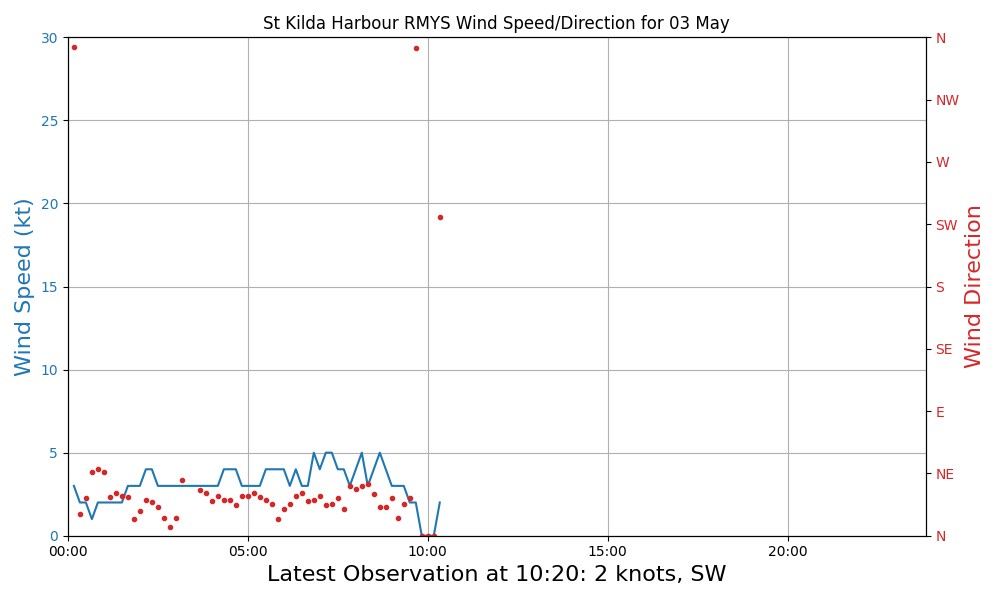 St Kilda Harbour RMYS Wind Speed/Direction for 03 May
Wind Speed (kt)
30
25
20
15
10
5
0
00:00 05:00 10:00 15:00 20:00
N
NW
W
SW
S
SE
E
NE
N
Wind Direction
Latest Observation at 10:20: 2 knots, SW